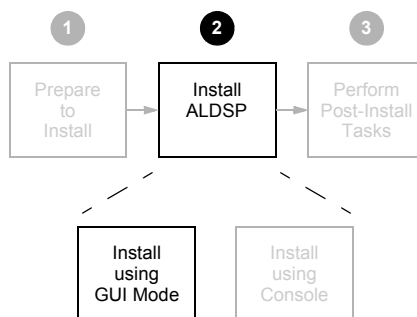 1
2
3
Prepare
to
Install
Install
ALDSP
Perform
Post-Install
Tasks
Install
using
GUI Mode
Install
using
Console